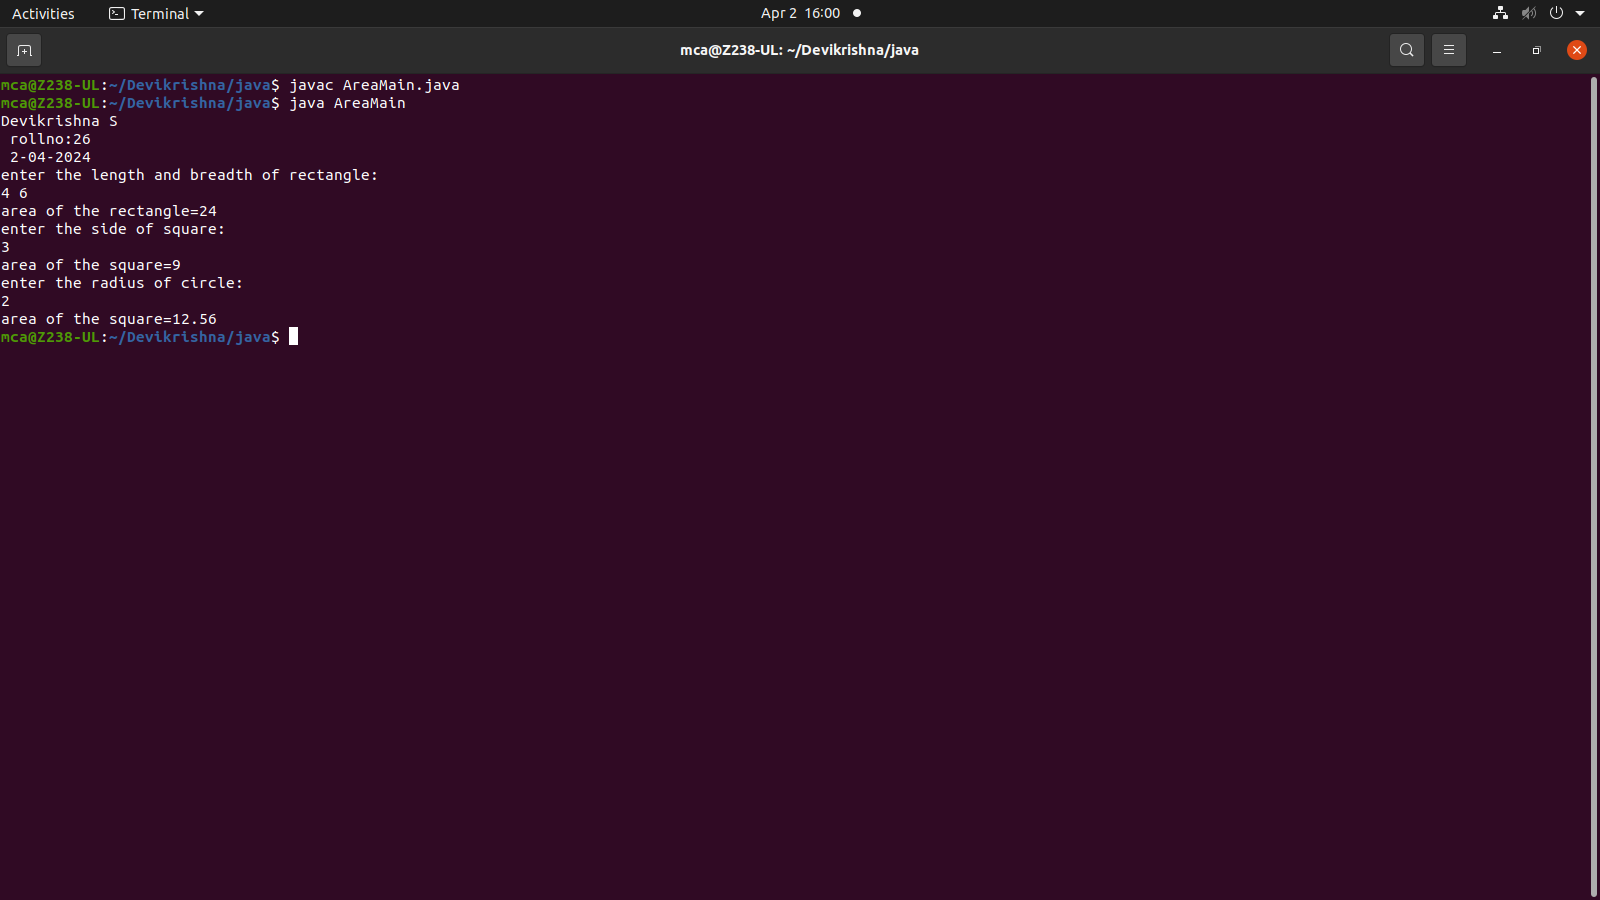 Activities Terminal Apr 2 16:00
mca@Z238-UL: ~/Devikrishna/java
mca@Z238-UL:~/Devikrishna/java$ javac AreaMain.java
mca@Z238-UL:~/Devikrishna/java$ java AreaMain
Devikrishna S
 rollno:26
 2-04-2024
enter the length and breadth of rectangle:
4 6
area of the rectangle=24
enter the side of square:
3
area of the square=9
enter the radius of circle:
2
area of the square=12.56
mca@Z238-UL:~/Devikrishna/java$